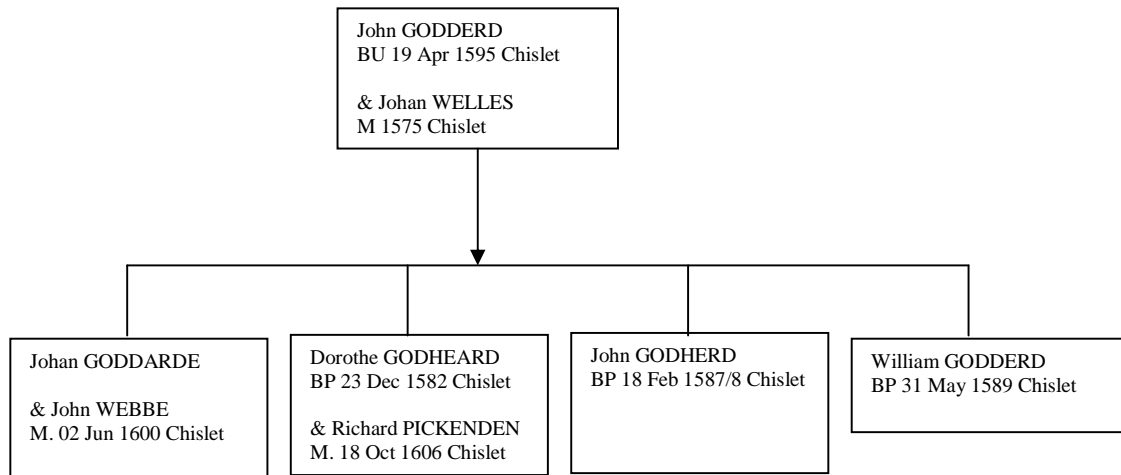 John GODDERD
BU 19 Apr 1595 Chislet
& Johan WELLES
M 1575 Chislet
Johan GODDARDE
& John WEBBE
M. 02 Jun 1600 Chislet
Dorothe GODHEARD
BP 23 Dec 1582 Chislet
& Richard PICKENDEN
M. 18 Oct 1606 Chislet
John GODHERD
BP 18 Feb 1587/8 Chislet
William GODDERD
BP 31 May 1589 Chislet